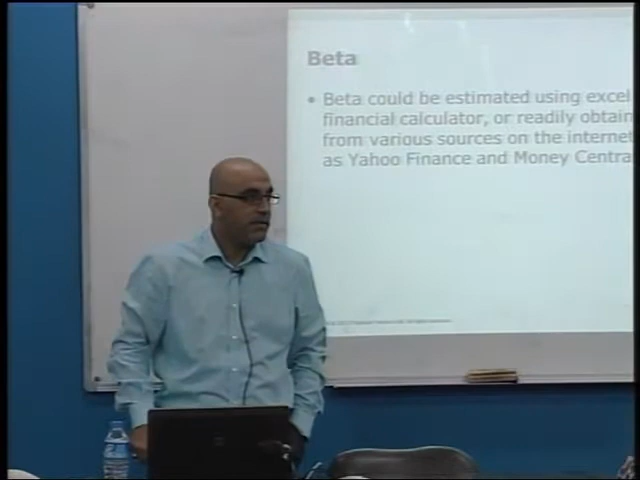 Beta
• Beta could be estimated using excel
financial calculator, or readily obtain
from various sources on the internet
as Yahoo Finance and Money Centra